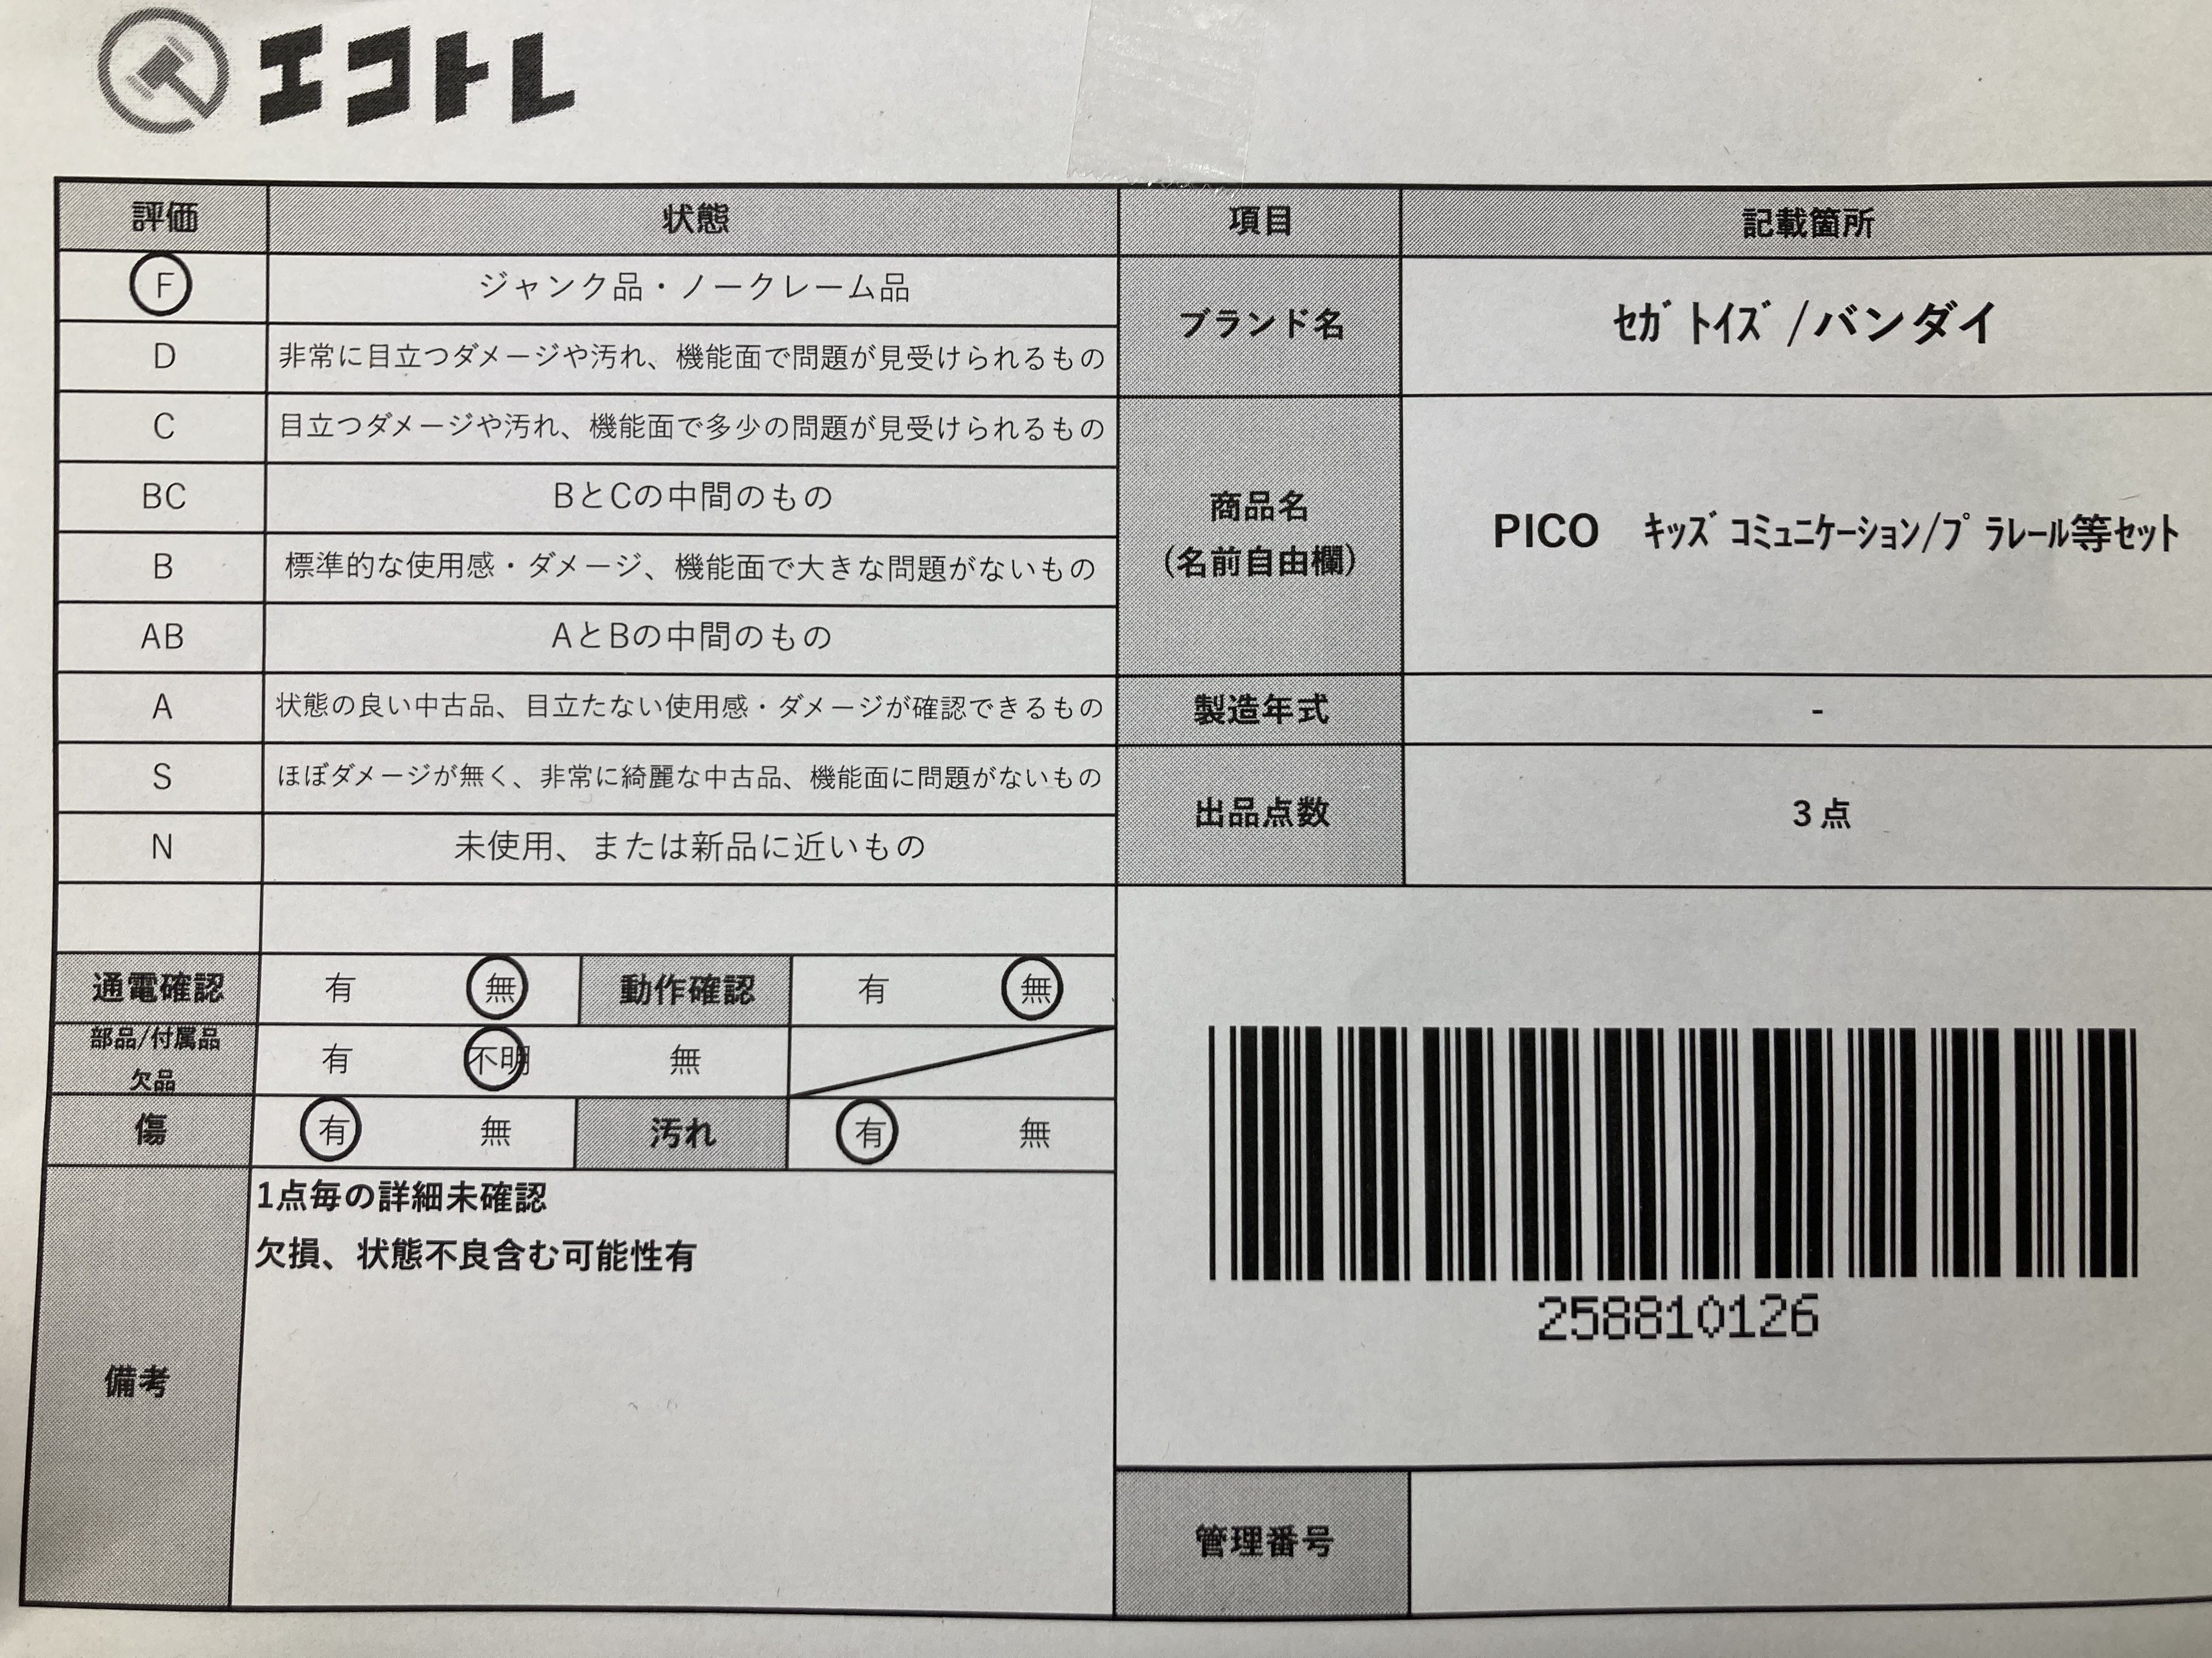 エコトレ
評価 状態 項目 記載箇所
F ジャンク品・ノークレーム品
D 非常に目立つダメージや汚れ、機能面で問題が見受けられるもの
ブランド名 ｾｶﾞﾄｲｽﾞ/バンダイ
C 目立つダメージや汚れ、機能面で多少の問題が見受けられるもの
BC BとCの中間のもの
B 標準的な使用感・ダメージ、機能面で大きな問題がないもの
AB AとBの中間のもの
商品名
(名前自由欄)
PICO ｷｯｽﾞｺﾐｭﾆｹｰｼｮﾝ/ﾌﾟﾗﾚｰﾙ等ｾｯﾄ
A 状態の良い中古品、目立たない使用感・ダメージが確認できるもの
製造年式 -
S ほぼダメージが無く、非常に綺麗な中古品、機能面に問題がないもの
N 未使用、または新品に近いもの
出品点数 3点
通電確認 有 無 動作確認 有 無
部品/付属品
欠品
有 不明 無
傷 有 無 汚れ 有 無
備考
1点毎の詳細未確認
欠損、状態不良含む可能性有
258810126
管理番号